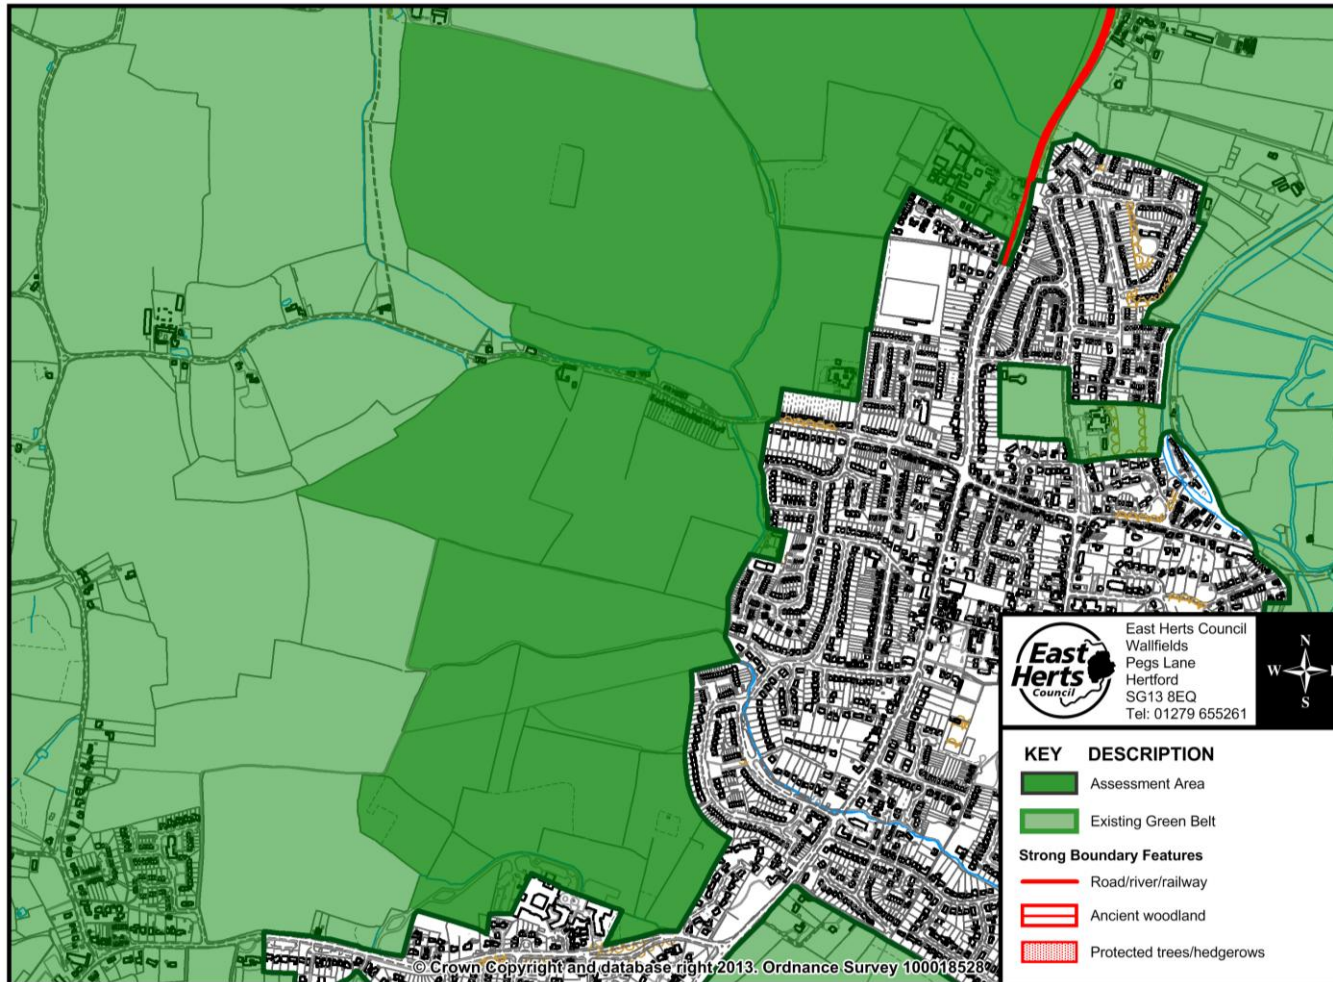 East
Herts
Council
East Herts Council
Wallfields
Pegs Lane
Hertford
SG13 8EQ
Tel: 01279 655261
N
W
S
KEY DESCRIPTION
Assessment Area
Existing Green Belt
Strong Boundary Features
Road/river/railway
Ancient woodland
Protected trees/hedgerows
© Crown Copyright and database right 2013. Ordnance Survey 100018528